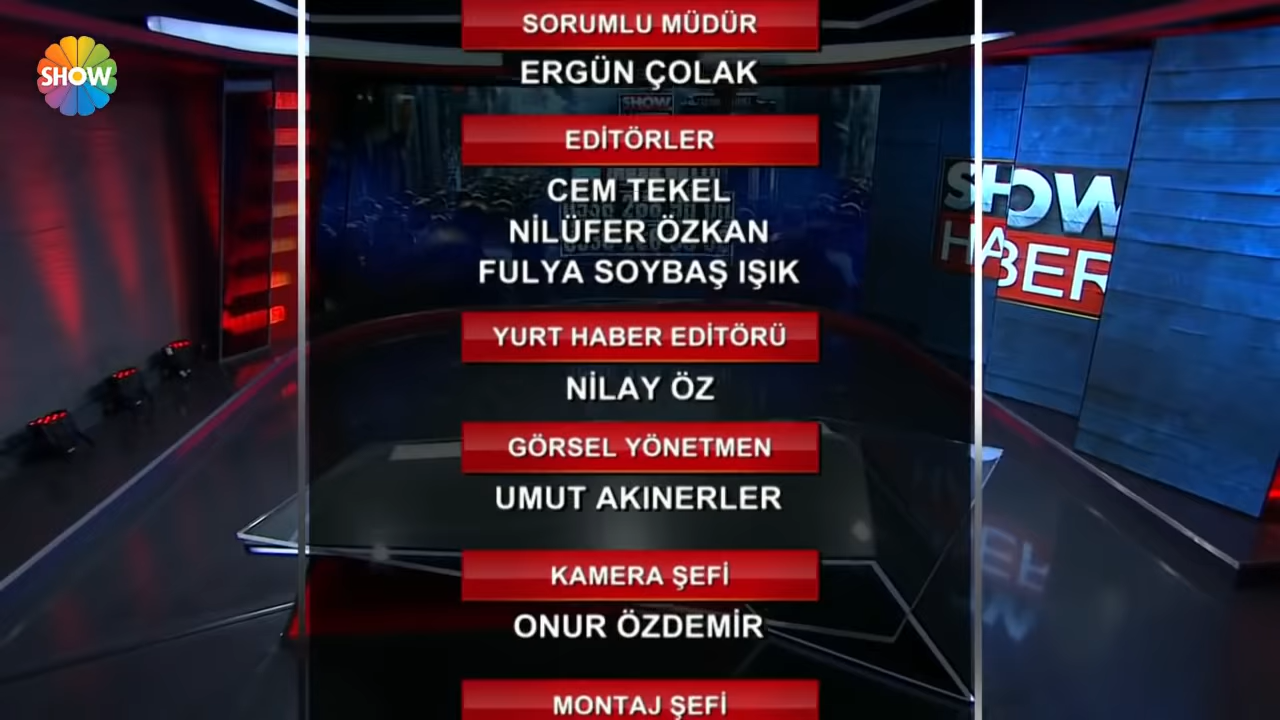 SHOW
SORUMLU MÜDÜR
ERGÜN ÇOLAK
EDİTÖRLER
CEM TEKEL
NİLÜFER ÖZKAN
FULYA SOYBAŞ IŞIK
YURT HABER EDİTÖRÜ
NİLAY ÖZ
GÖRSEL YÖNETMEN
UMUT AKINERLER
KAMERA ŞEFİ
ONUR ÖZDEMİR
MONTAJ ŞEFİ
SHOW
SHOW
HABER